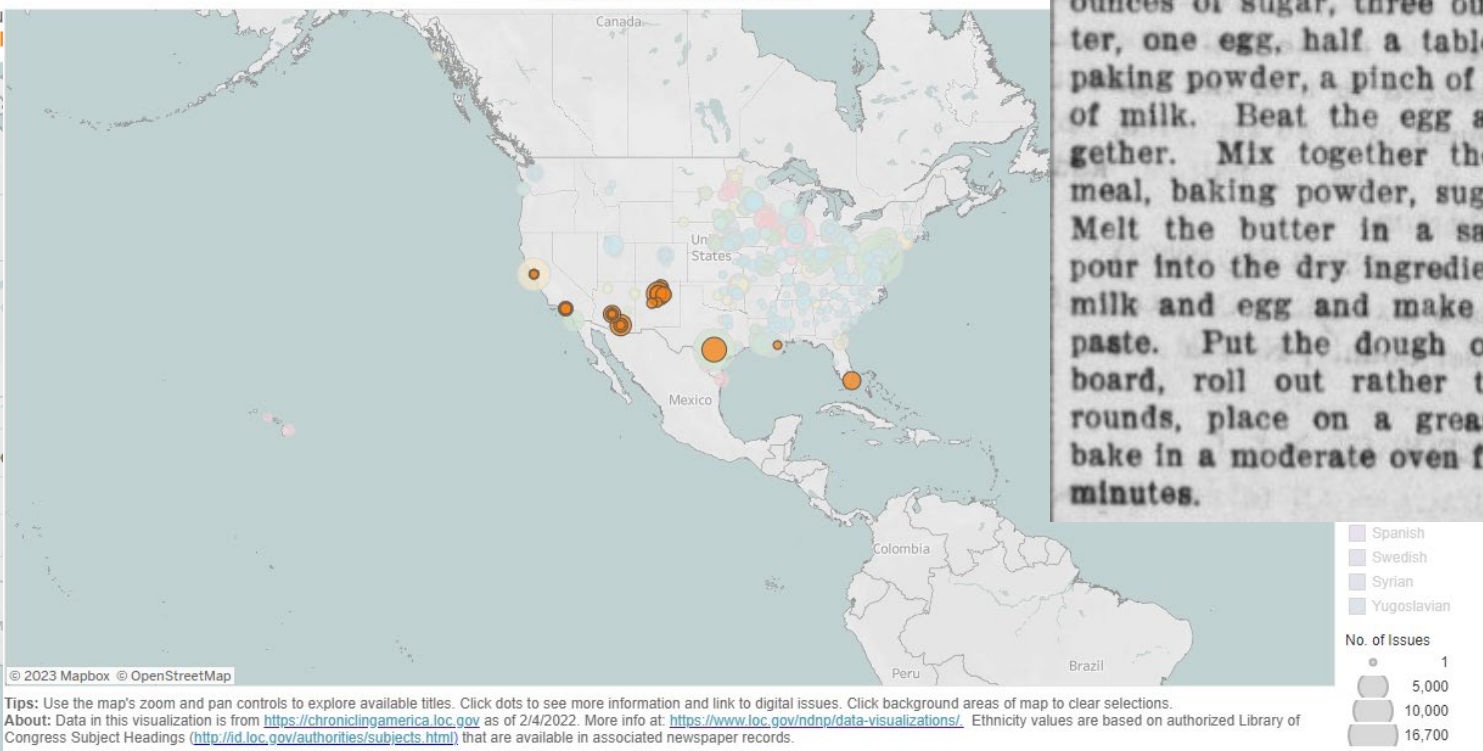 Canada
United
States
Mexico
Colombia
Peru
Brazil
© 2023 Mapbox © OpenStreetMap
ounces of sugar, three
ter, one egg, half a
paking powder, a pinch of
of milk. Beat the egg
gether. Mix together
meal, baking powder,
Melt the butter in a
pour into the dry
milk and egg and make
paste. Put the dough
board, roll out rather
rounds, place on a
bake in a moderate oven
minutes.
Spanish
Swedish
Syrian
Yugoslavian
No. of Issues
1
5,000
10,000
16,700
Tips: Use the map's zoom and pan controls to explore available titles. Click dots to see more information and link to digital issues. Click background areas of map to clear selections.
About: Data in this visualization is from https://chroniclingamerica.loc.gov as of 2/4/2022. More info at: https://www.loc.gov/ndnp/data-visualizations/. Ethnicity values are based on authorized Library of
Congress Subject Headings (http://id.loc.gov/authorities/subjects.html) that are available in associated newspaper records.